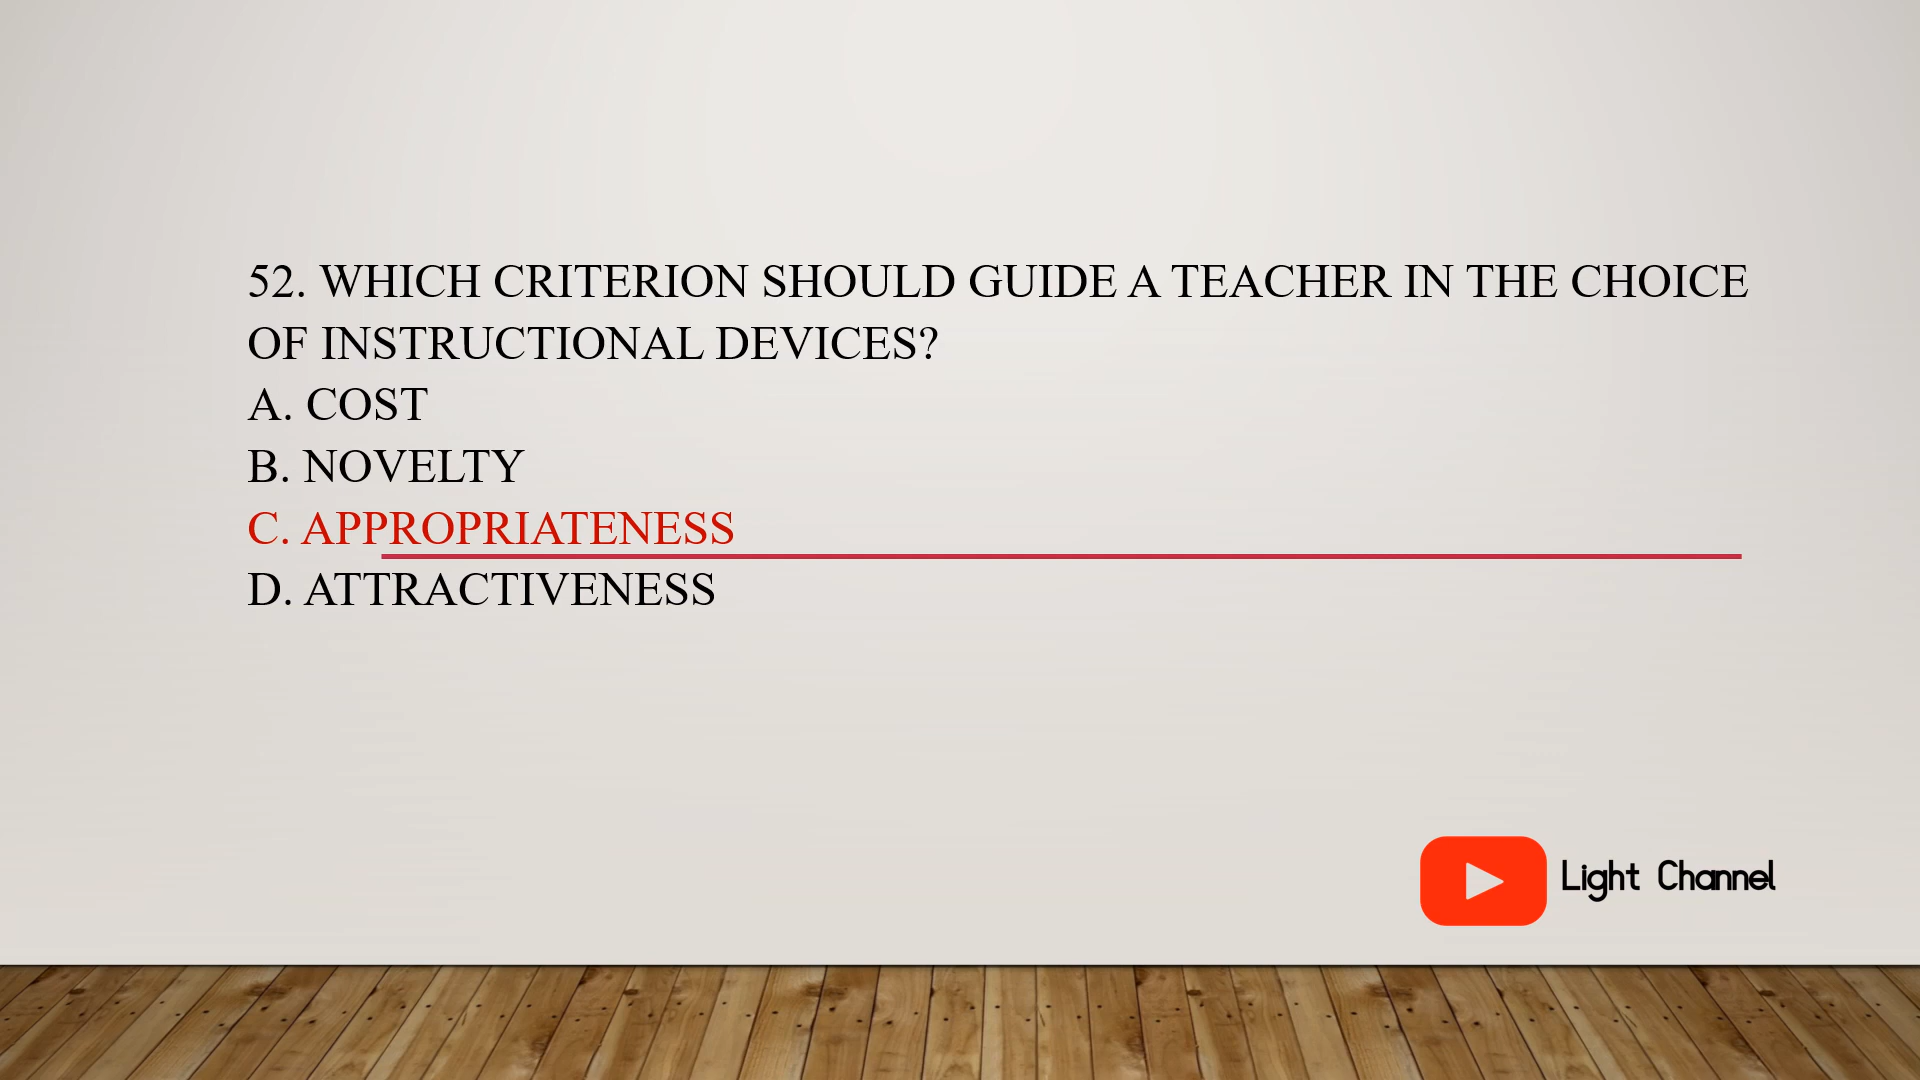 52. WHICH CRITERION SHOULD GUIDE A TEACHER IN THE CHOICE
OF INSTRUCTIONAL DEVICES?
A. COST
B. NOVELTY
C. APPROPRIATENESS
D. ATTRACTIVENESS
Light Channel